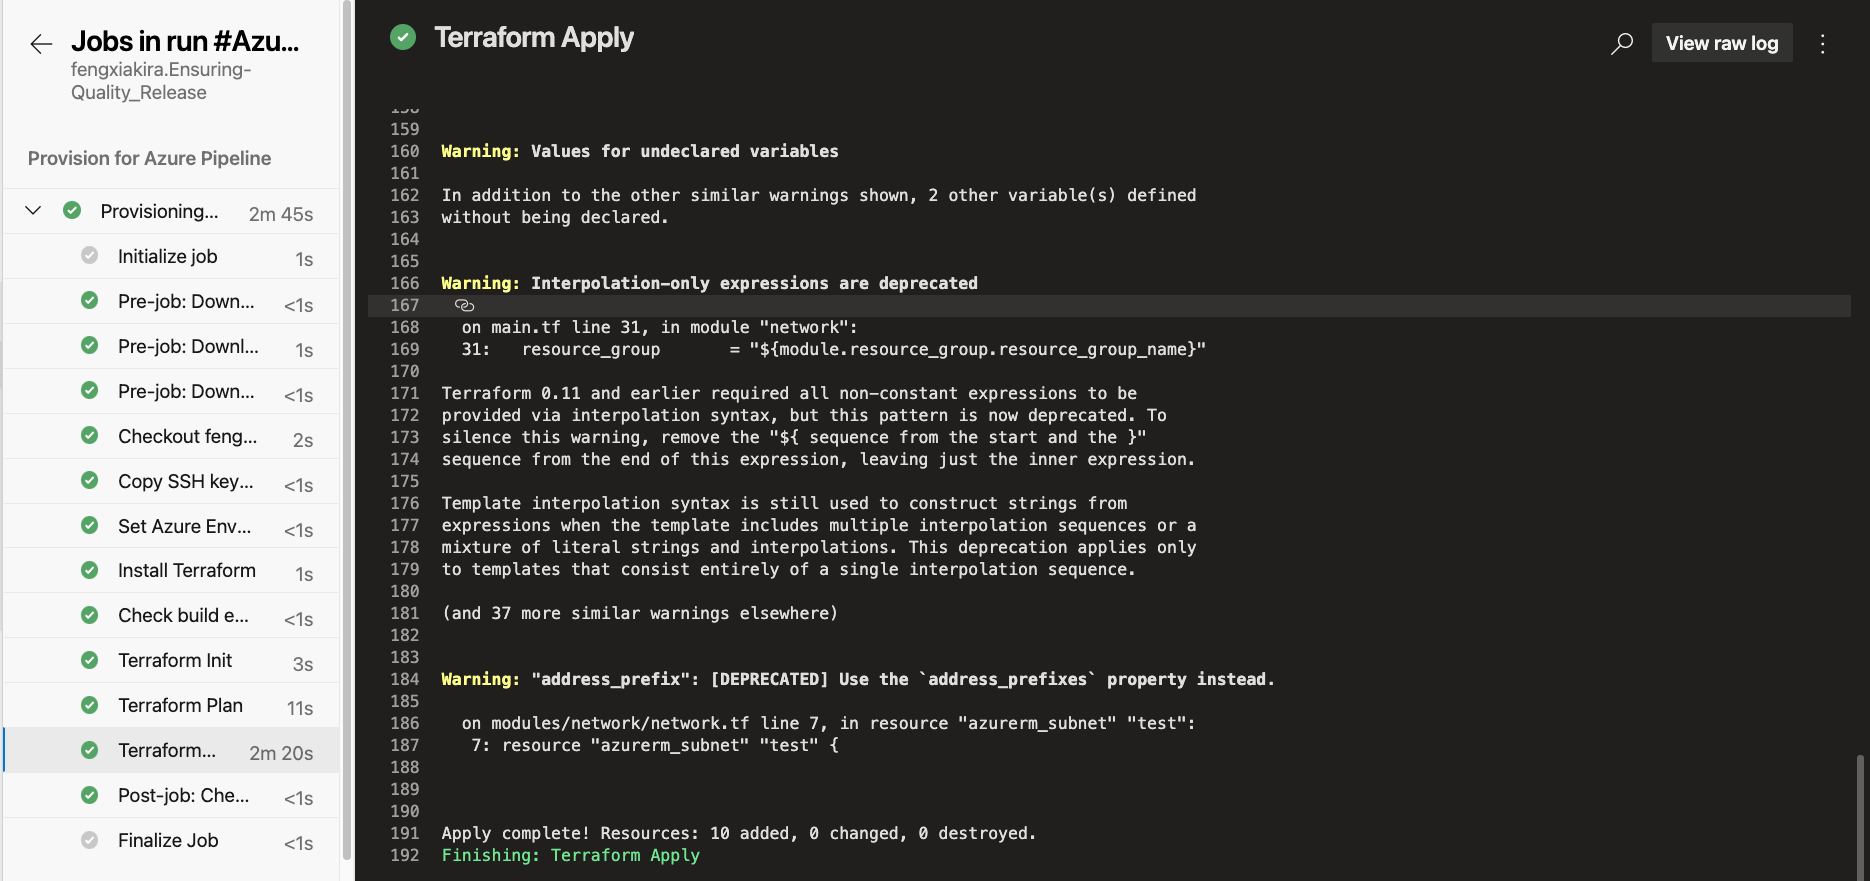 Jobs in run #Azu...
fengxiakira.Ensuring-
Quality_Release
Provision for Azure Pipeline
Provisioning... 2m 45s
Initialize job 1s
Pre-job: Down... <1s
Pre-job: Downl... 1s
Pre-job: Down... <1s
Checkout feng... 2s
Copy SSH key... <1s
Set Azure Env... <1s
Install Terraform 1s
Check build e... <1s
Terraform Init 3s
Terraform Plan 11s
Terraform... 2m 20s
Post-job: Che... <1s
Finalize Job <1s
Terraform Apply
View raw log
158
159
160 Warning: Values for undeclared variables
161
162 In addition to the other similar warnings shown, 2 other variable(s) defined
163 without being declared.
164
165
166 Warning: Interpolation-only expressions are deprecated
167
168 on main.tf line 31, in module "network":
169 31: resource_group = "${module.resource_group.resource_group_name}"
170
171 Terraform 0.11 and earlier required all non-constant expressions to be
172 provided via interpolation syntax, but this pattern is now deprecated. To
173 silence this warning, remove the "${ sequence from the start and the }"
174 sequence from the end of this expression, leaving just the inner expression.
175
176 Template interpolation syntax is still used to construct strings from
177 expressions when the template includes multiple interpolation sequences or a
178 mixture of literal strings and interpolations. This deprecation applies only
179 to templates that consist entirely of a single interpolation sequence.
180
181 (and 37 more similar warnings elsewhere)
182
183
184 Warning: "address_prefix": [DEPRECATED] Use the `address_prefixes` property instead.
185
186 on modules/network/network.tf line 7, in resource "azurerm_subnet" "test":
187 7: resource "azurerm_subnet" "test" {
188
189
190
191 Apply complete! Resources: 10 added, 0 changed, 0 destroyed.
192 Finishing: Terraform Apply